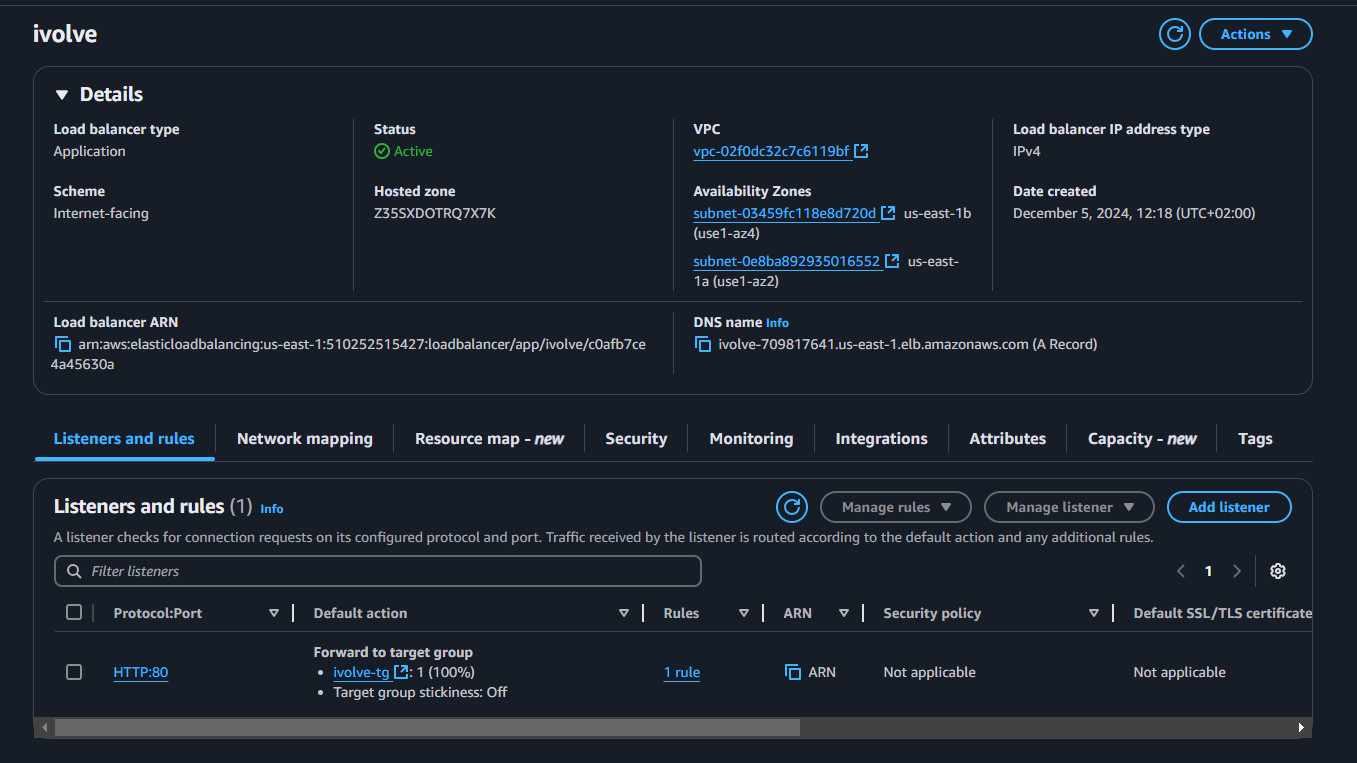 ivolve
Actions
Details
Load balancer type
Application
Status
Active
VPC
vpc-02f0dc32c7c6119bf
Load balancer IP address type
IPv4
Scheme
Internet-facing
Hosted zone
Z35SXDOTRQ7X7K
Availability Zones
subnet-03459fc118e8d720d us-east-1b
(use1-az4)
subnet-0e8ba892935016552 us-east-
1a (use1-az2)
Date created
December 5, 2024, 12:18 (UTC+02:00)
Load balancer ARN
arn:aws:elasticloadbalancing:us-east-1:510252515427:loadbalancer/app/ivolve/c0afb7ce
4a45630a
DNS name Info
ivolve-709817641.us-east-1.elb.amazonaws.com (A Record)
Listeners and rules
Network mapping
Resource map - new
Security
Monitoring
Integrations
Attributes
Capacity - new
Tags
Listeners and rules (1) Info
Manage rules
Manage listener
Add listener
A listener checks for connection requests on its configured protocol and port. Traffic received by the listener is routed according to the default action and any additional rules.
Filter listeners
1
Protocol:Port
Default action
Rules
ARN
Security policy
Default SSL/TLS certificate
HTTP:80
Forward to target group
• ivolve-tg : 1 (100%)
• Target group stickiness: Off
1 rule
ARN
Not applicable
Not applicable